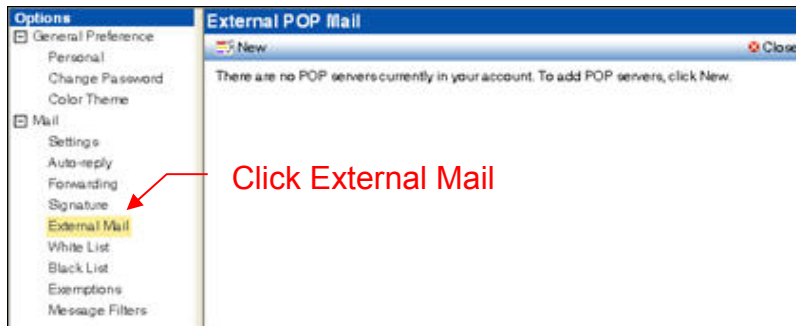 Options
General Preference
Personal
Change Password
Color Theme
Mail
Settings
Auto-reply
Forwarding
Signature
External Mail
White List
Black List
Exemptions
Message Filters
External POP Mail
New
Close
There are no POP servers currently in your account. To add POP servers, click New.
Click External Mail